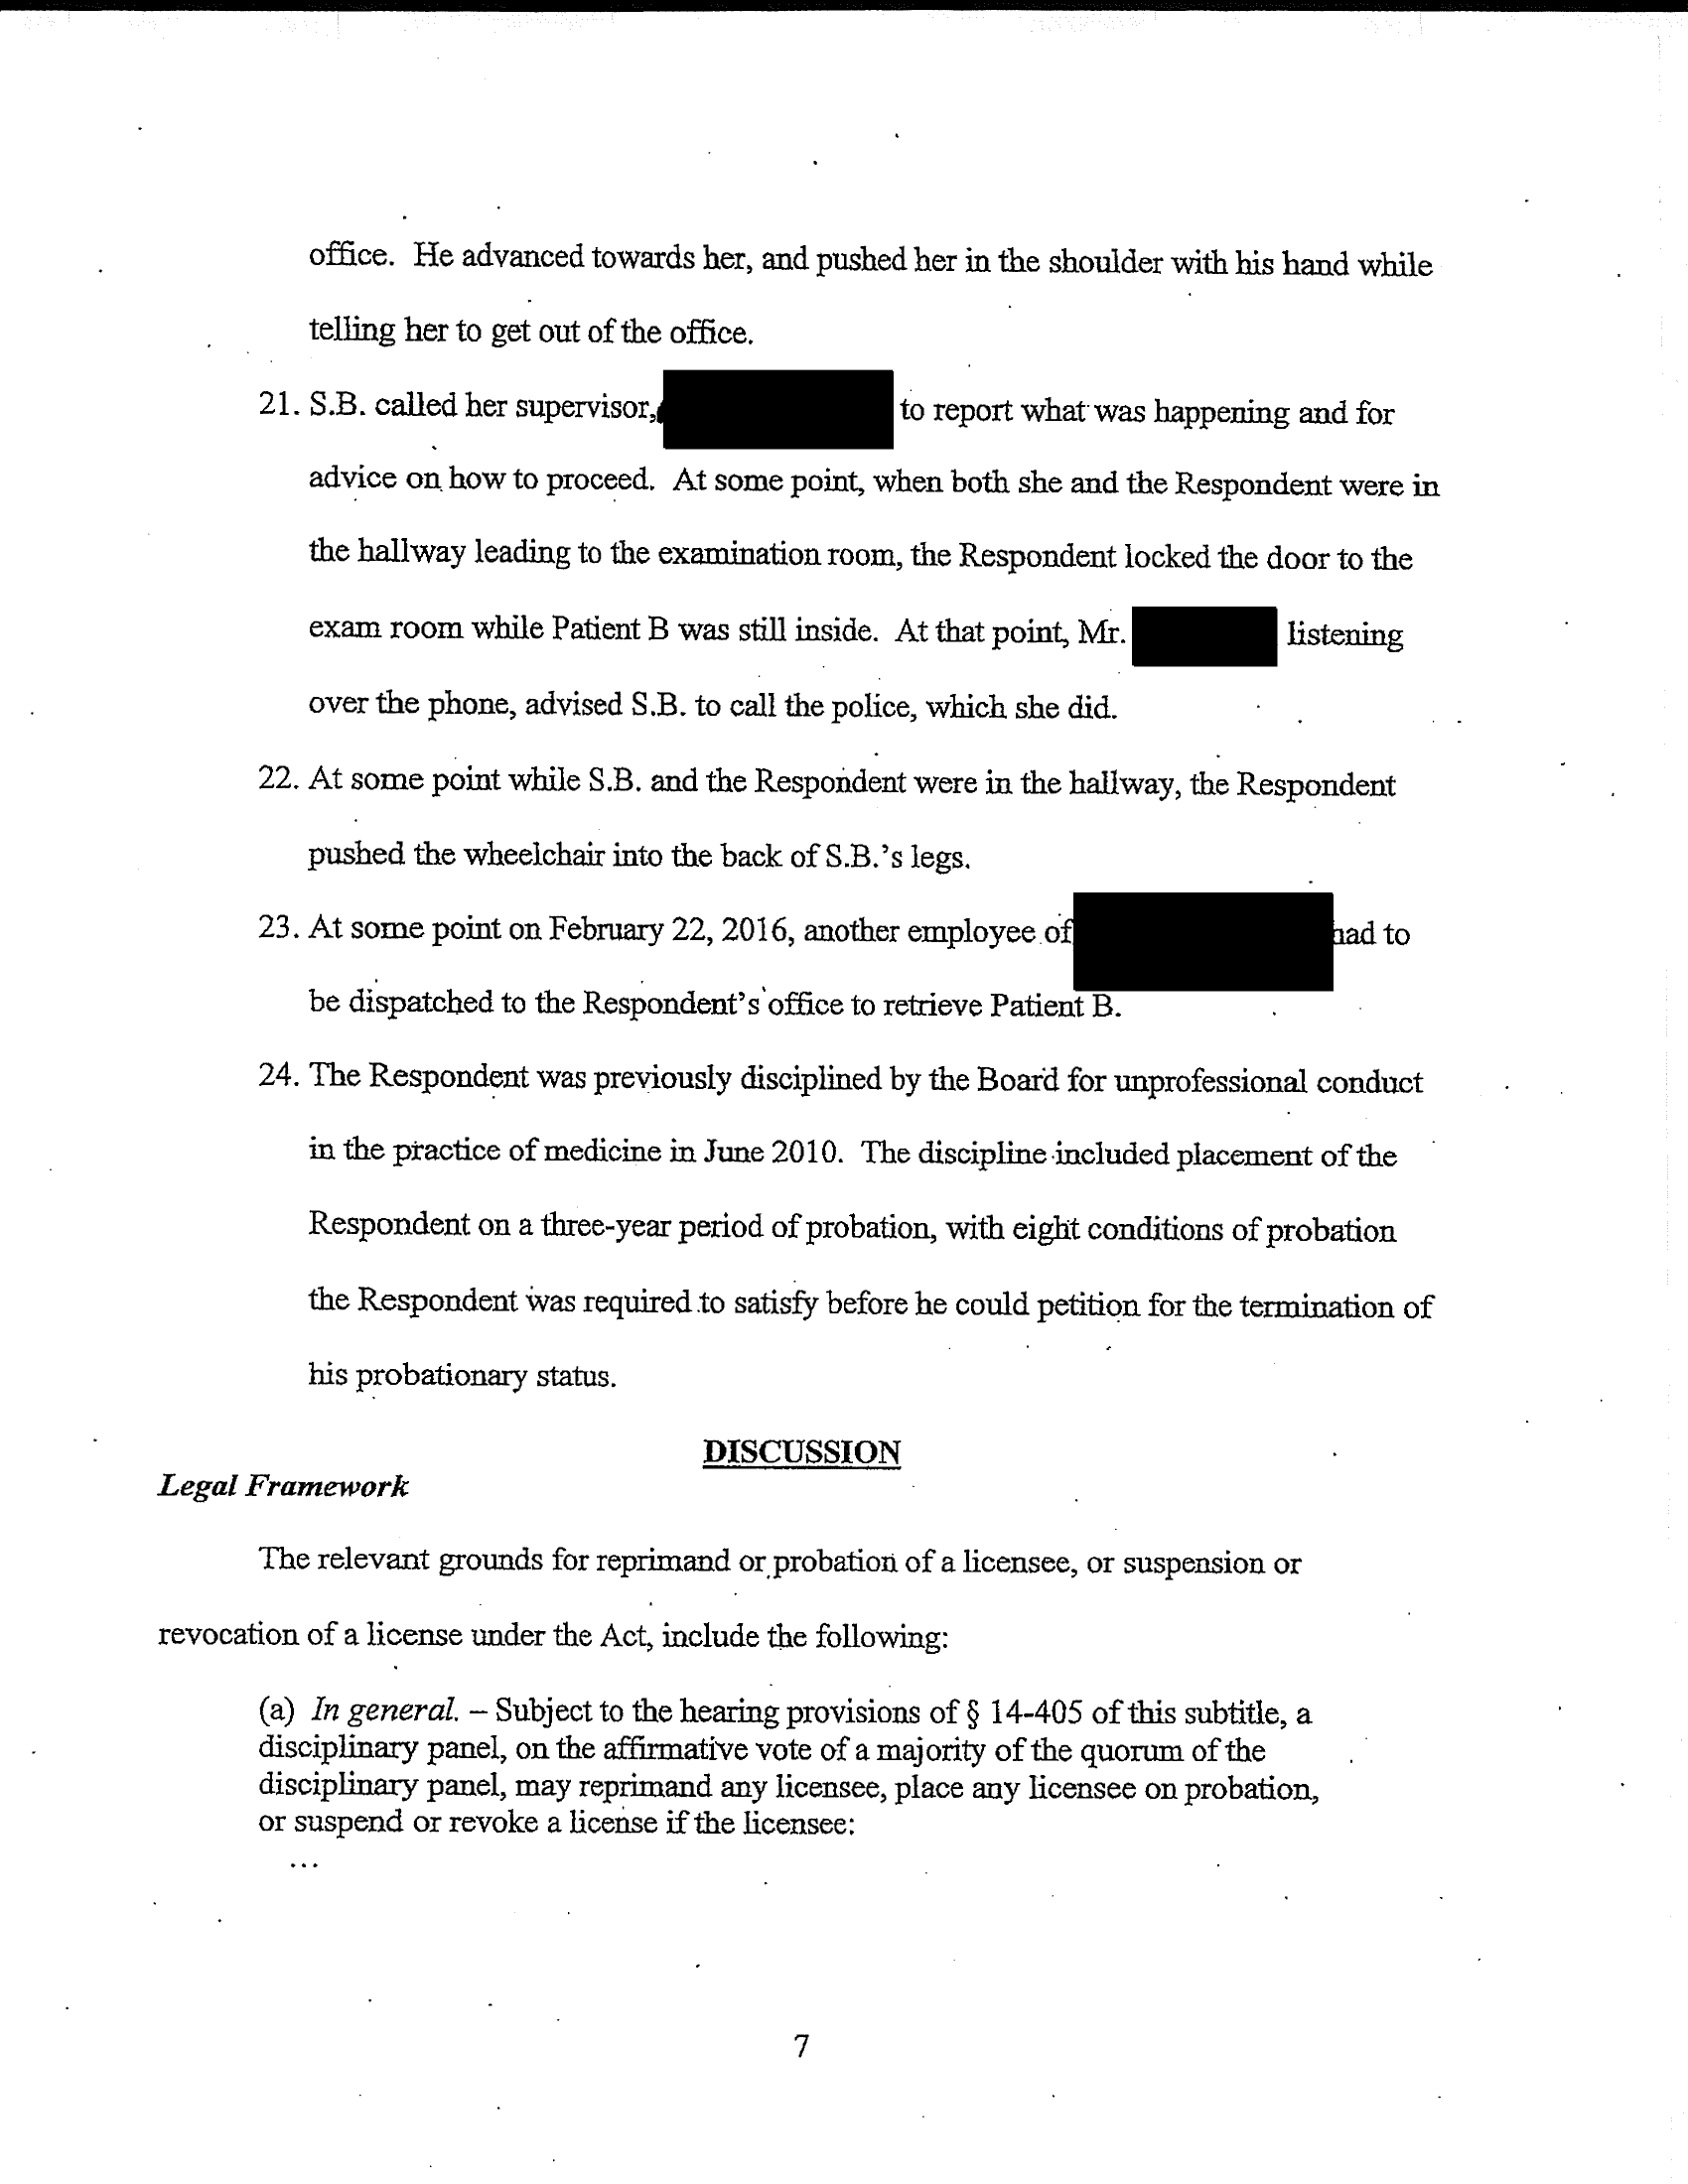 office. He advanced towards her, and pushed her in the shoulder with his hand while
telling her to get out of the office.
21. S.B. called her supervisor, to report what was happening and for
advice on how to proceed. At some point, when both she and the Respondent were in
the hallway leading to the examination room, the Respondent locked the door to the
exam room while Patient B was still inside. At that point, Mr. listening
over the phone, advised S.B. to call the police, which she did.
22. At some point while S.B. and the Respondent were in the hallway, the Respondent
pushed the wheelchair into the back of S.B.'s legs.
23. At some point on February 22, 2016, another employee of had to
be dispatched to the Respondent's office to retrieve Patient B.
24. The Respondent was previously disciplined by the Board for unprofessional conduct
in the practice of medicine in June 2010. The discipline included placement of the
Respondent on a three-year period of probation, with eight conditions of probation
the Respondent was required to satisfy before he could petition for the termination of
his probationary status.
DISCUSSION
Legal Framework
The relevant grounds for reprimand or probation of a licensee, or suspension or
revocation of a license under the Act, include the following:
(a) In general. – Subject to the hearing provisions of § 14-405 of this subtitle, a
disciplinary panel, on the affirmative vote of a majority of the quorum of the
disciplinary panel, may reprimand any licensee, place any licensee on probation,
or suspend or revoke a license if the licensee:
...
7